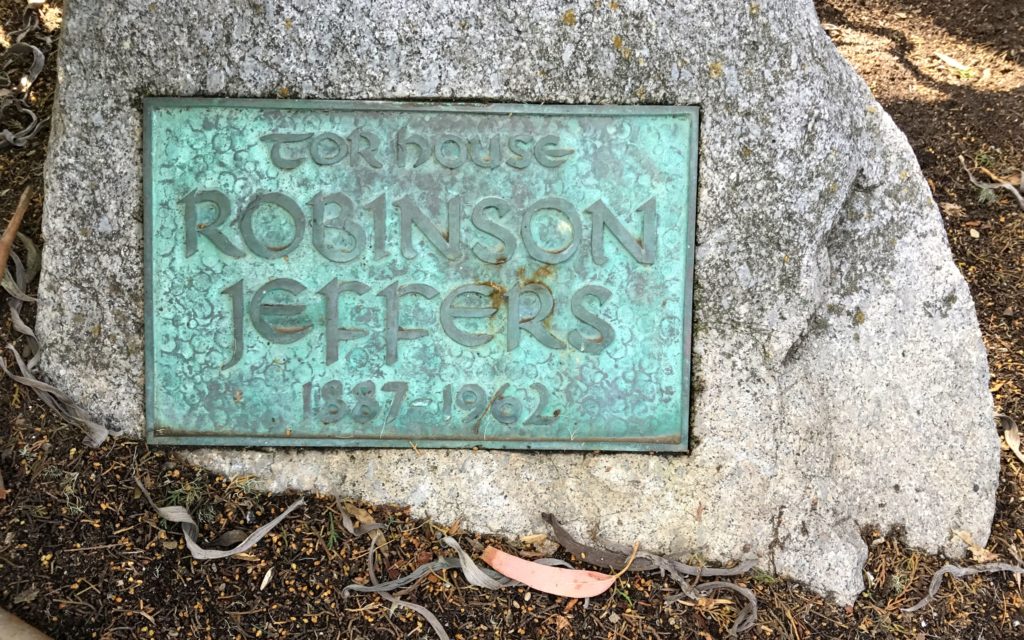 TOR house
ROBINSON
JEFFERS
1887-1962